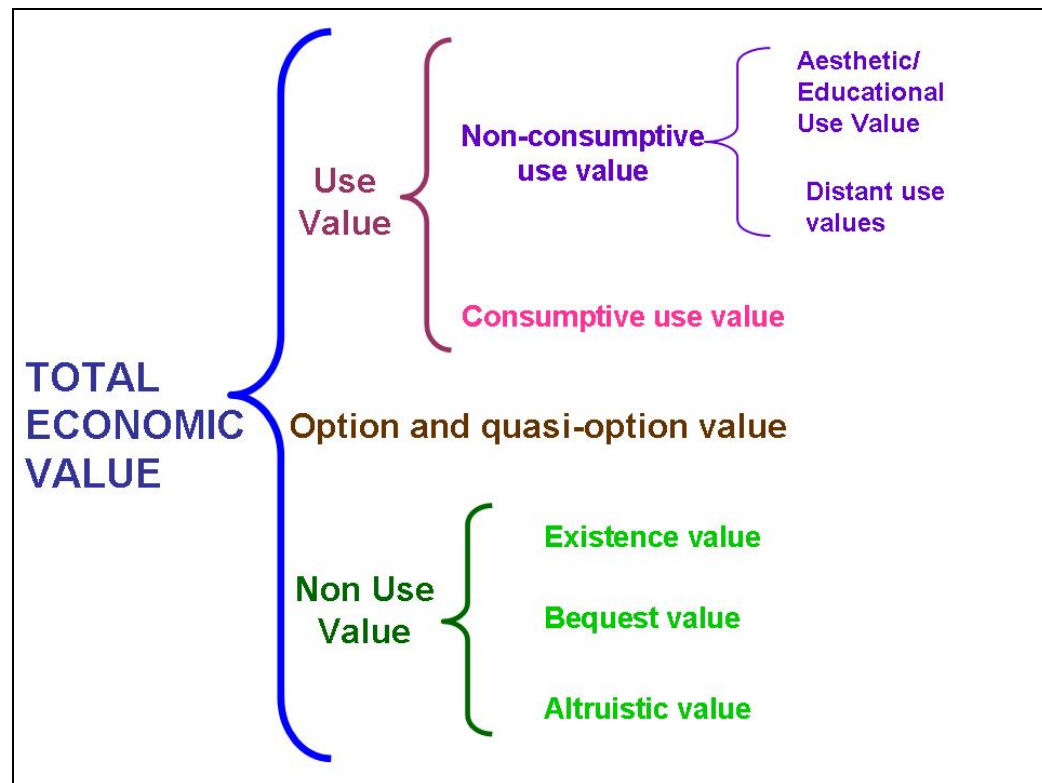 TOTAL
ECONOMIC
VALUE
Use
Value
Non-consumptive
use value
Aesthetic/
Educational
Use Value
Distant use
values
Consumptive use value
Option and quasi-option value
Non Use
Value
Existence value
Bequest value
Altruistic value